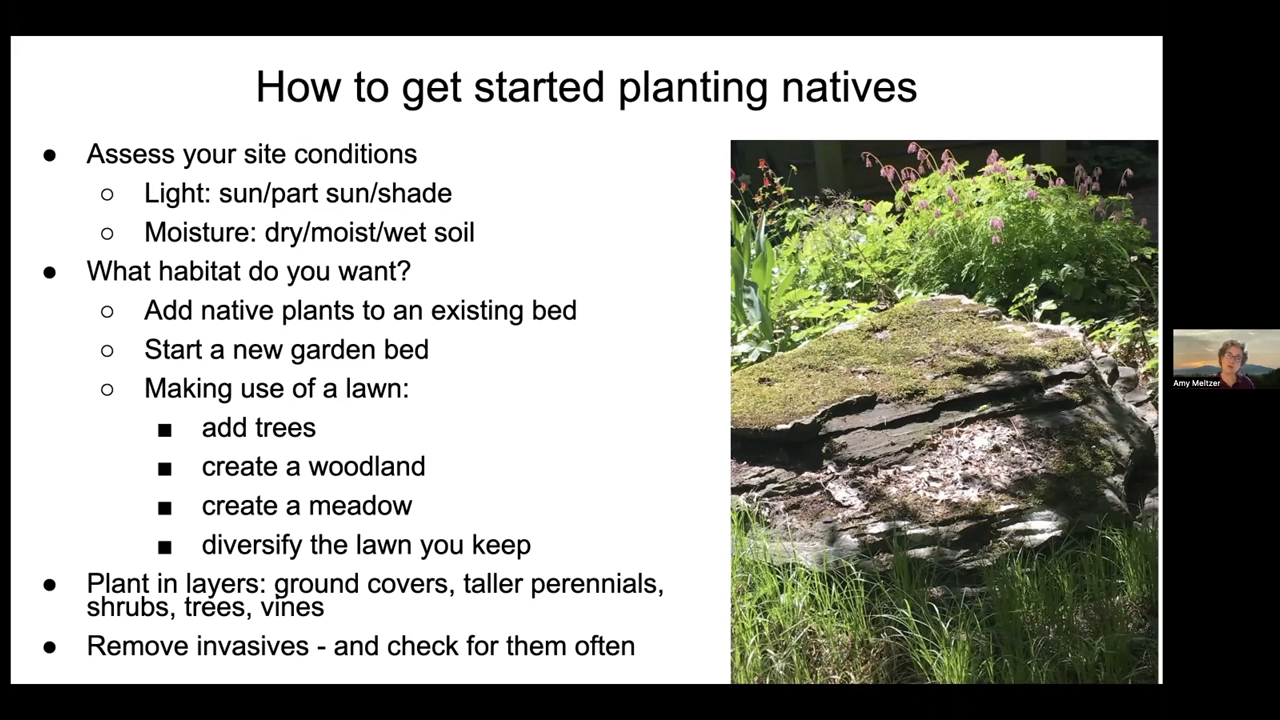 How to get started planting natives
● Assess your site conditions
○ Light: sun/part sun/shade
○ Moisture: dry/moist/wet soil
● What habitat do you want?
○ Add native plants to an existing bed
○ Start a new garden bed
○ Making use of a lawn:
■ add trees
■ create a woodland
■ create a meadow
■ diversify the lawn you keep
● Plant in layers: ground covers, taller perennials,
shrubs, trees, vines
● Remove invasives - and check for them often
Amy Meltzer